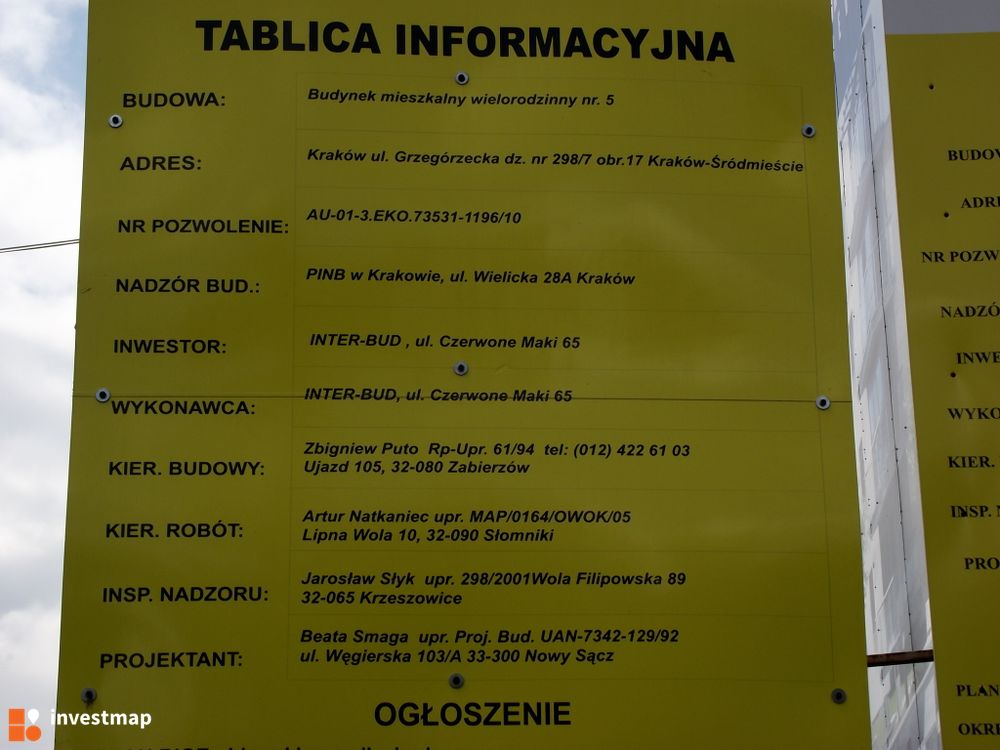 TABLICA INFORMACYJNA
BUDOWA: Budynek mieszkalny wielorodzinny nr. 5
ADRES: Kraków ul. Grzegórzecka dz. nr 298/7 obr.17 Kraków-Śródmieście
NR POZWOLENIE: AU-01-3.EKO.73531-1196/10
NADZÓR BUD.: PINB w Krakowie, ul. Wielicka 28A Kraków
INWESTOR: INTER-BUD , ul. Czerwone Maki 65
WYKONAWCA: INTER-BUD, ul. Czerwone Maki 65
KIER. BUDOWY: Zbigniew Puto Rp-Upr. 61/94 tel: (012) 422 61 03
Ujazd 105, 32-080 Zabierzów
KIER. ROBÓT: Artur Natkaniec upr. MAP/0164/OWOK/05
Lipna Wola 10, 32-090 Słomniki
INSP. NADZORU: Jarosław Słyk upr. 298/2001Wola Filipowska 89
32-065 Krzeszowice
PROJEKTANT: Beata Smaga upr. Proj. Bud. UAN-7342-129/92
ul. Węgierska 103/A 33-300 Nowy Sącz
OGŁOSZENIE
BUDOW
ADRE
NR POZW
NADZÓ
INWE
WYKO
KIER.
INSP.
PRO
PLAN
OKRE
investmap